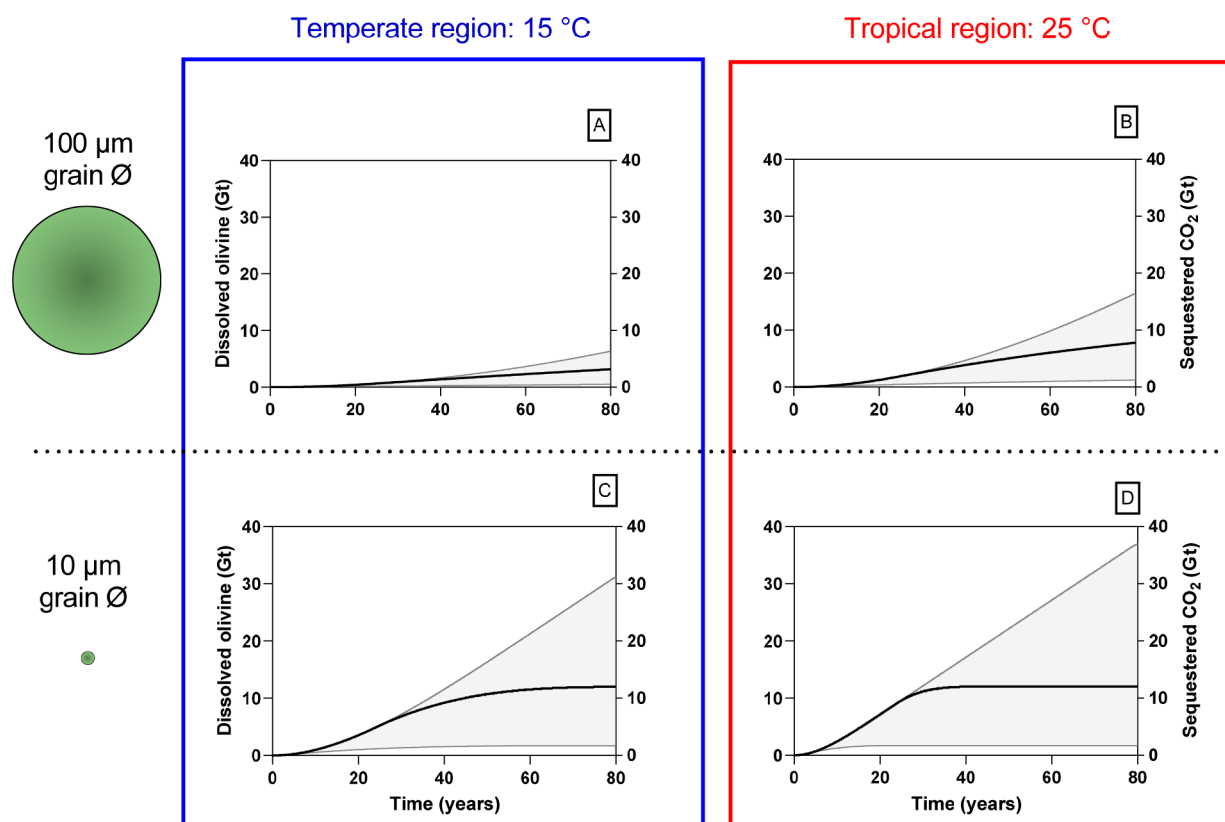 Temperate region: 15 °C
Tropical region: 25 °C
100 µm
grain Ø
A
Dissolved olivine (Gt)
40
30
20
10
0
40
30
20
10
0
0 20 40 60 80
B
40
30
20
10
0
40
30
20
10
0
Sequestered CO₂ (Gt)
0 20 40 60 80
10 µm
grain Ø
C
Dissolved olivine (Gt)
40
30
20
10
0
40
30
20
10
0
0 20 40 60 80
Time (years)
D
40
30
20
10
0
40
30
20
10
0
Sequestered CO₂ (Gt)
0 20 40 60 80
Time (years)